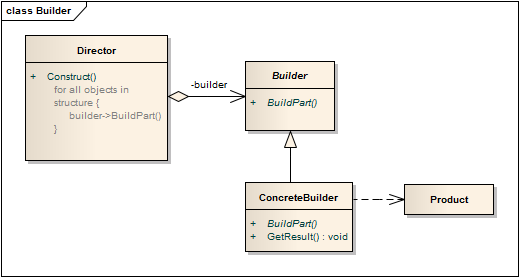 class Builder
Director
+ Construct()
for all objects in
structure {
builder->BuildPart()
}
-builder
Builder
+ BuildPart()
ConcreteBuilder
+ BuildPart()
+ GetResult() : void
Product